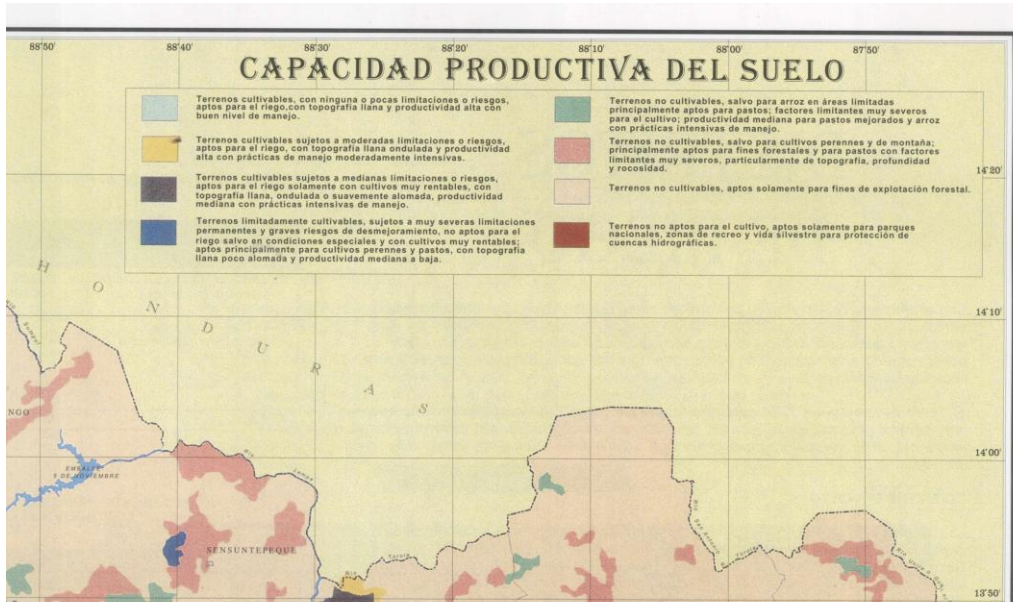 88°50' 88°40' 88°30' 88°20' 88°10' 88°00' 87°50'
CAPACIDAD PRODUCTIVA DEL SUELO
Terrenos cultivables, con ninguna o pocas limitaciones o riesgos,
aptos para el riego,con topografía llana y productividad alta con
buen nivel de manejo.
Terrenos cultivables sujetos a moderadas limitaciones o riesgos,
aptos para el riego, con topografía llana ondulada y productividad
alta con prácticas de manejo moderadamente intensivas.
Terrenos cultivables sujetos a medianas limitaciones o riesgos,
aptos para el riego solamente con cultivos muy rentables, con
topografía llana, ondulada o suavemente alomada, productividad
mediana con prácticas intensivas de manejo.
Terrenos limitadamente cultivables, sujetos a muy severas limitaciones
permanentes y graves riesgos de desmejoramiento, no aptos para el
riego salvo en condiciones especiales y con cultivos muy rentables;
aptos principalmente para cultivos perennes y pastos, con topografía
llana poco alomada y productividad mediana a baja.
Terrenos no cultivables, salvo para arroz en áreas limitadas
principalmente aptos para pastos; factores limitantes muy severos
para el cultivo; productividad mediana para pastos mejorados y arroz
con prácticas intensivas de manejo.
Terrenos no cultivables, salvo para cultivos perennes y de montaña;
principalmente aptos para fines forestales y para pastos con factores
limitantes muy severos, particularmente de topografía, profundidad
y rocosidad.
Terrenos no cultivables, aptos solamente para fines de explotación forestal.
Terrenos no aptos para el cultivo, aptos solamente para parques
nacionales, zonas de recreo y vida silvestre para protección de
cuencas hidrográficas.
14°20'
HONDURAS
14°10'
Río Sumpul
NGO
14°00'
EMBALSE
5 DE NOVIEMBRE
Río Lempa
SENSUNTEPEQUE
Río Torola
Río San Antonio
Torola
13°50'